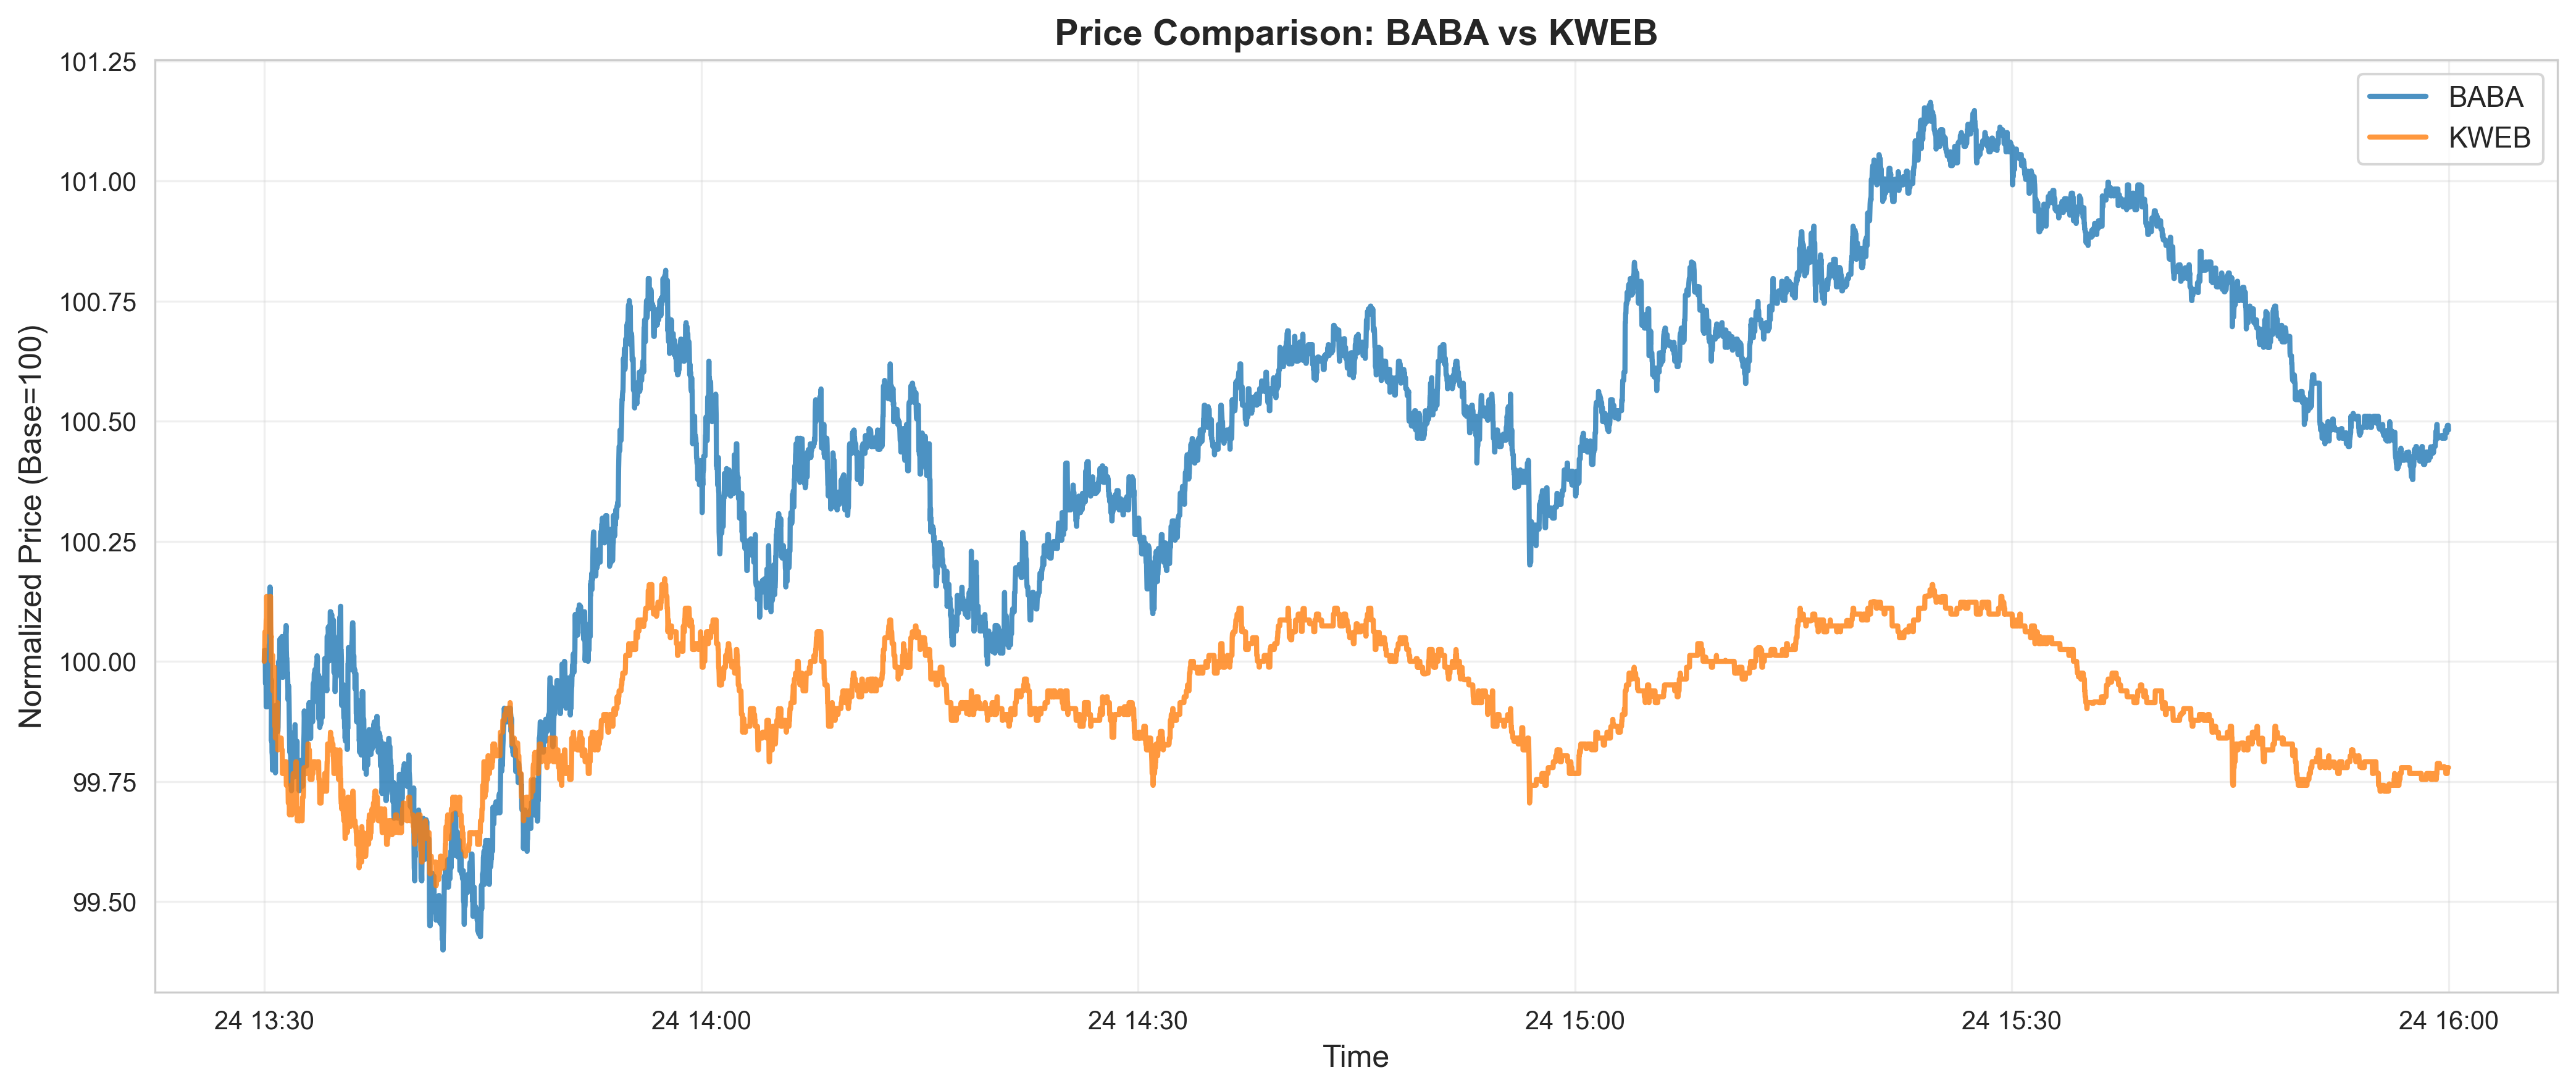 Price Comparison: BABA vs KWEB
BABA
KWEB
Normalized Price (Base=100)
101.25
101.00
100.75
100.50
100.25
100.00
99.75
99.50
24 13:30
24 14:00
24 14:30
24 15:00
24 15:30
24 16:00
Time